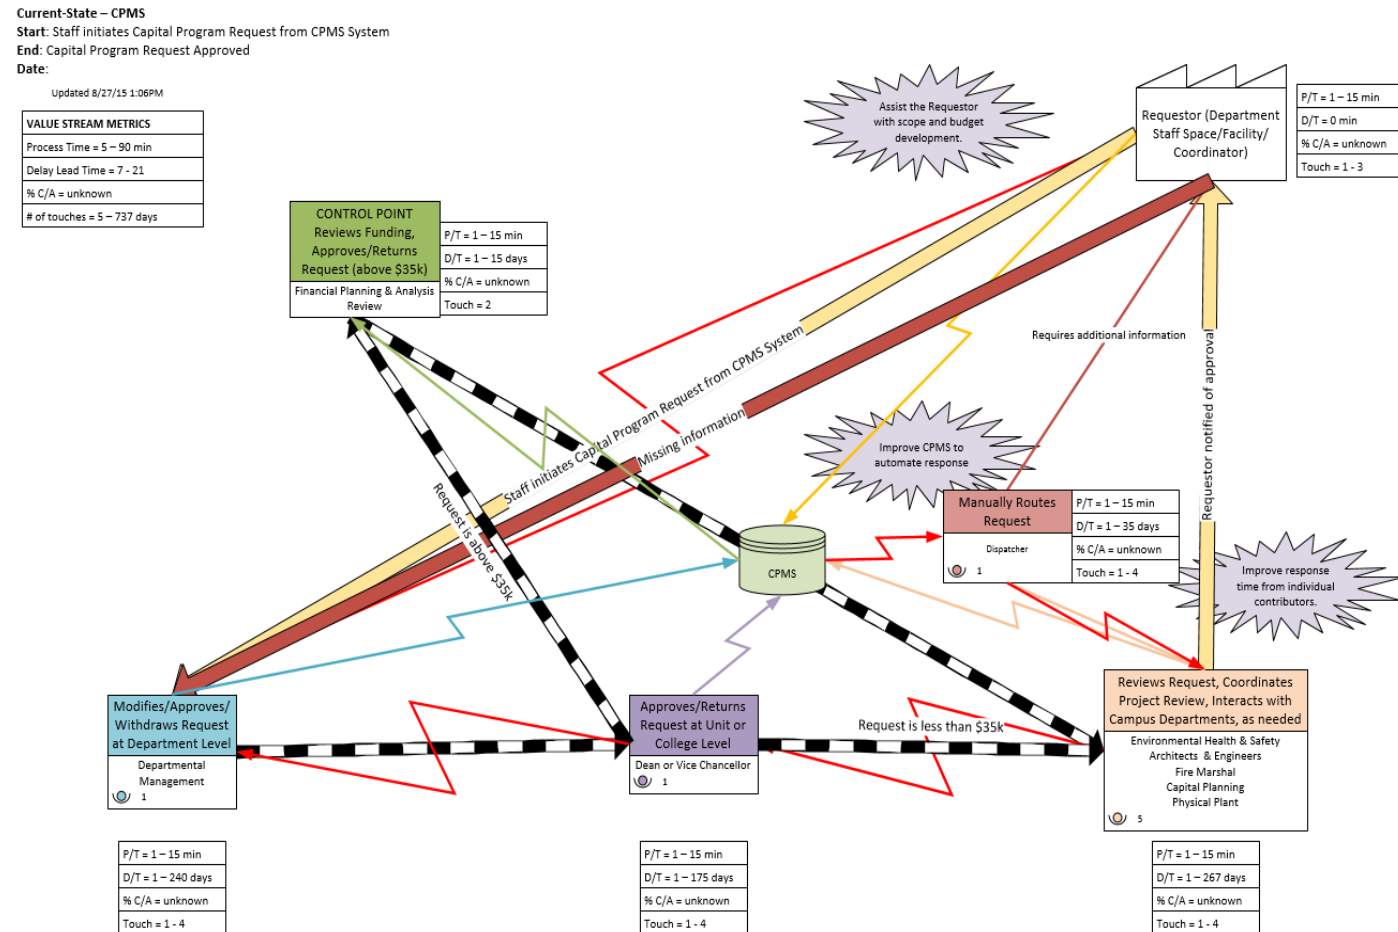 Current-State – CPMS
Start: Staff initiates Capital Program Request from CPMS System
End: Capital Program Request Approved
Date:
Updated 8/27/15 1:06PM
VALUE STREAM METRICS
Process Time = 5 – 90 min
Delay Lead Time = 7 - 21
% C/A = unknown
# of touches = 5 – 737 days
CONTROL POINT
Reviews Funding,
Approves/Returns
Request (above $35k)
Financial Planning & Analysis
Review
P/T = 1 – 15 min
D/T = 1 – 15 days
% C/A = unknown
Touch = 2
Assist the Requestor
with scope and budget
development.
Requestor (Department
Staff Space/Facility/
Coordinator)
P/T = 1 – 15 min
D/T = 0 min
% C/A = unknown
Touch = 1 - 3
Staff initiates Capital Program Request from CPMS System
Missing information
Requires additional information
Requestor notified of approval
Request is above $35k
Improve CPMS to
automate response
CPMS
Manually Routes
Request
Dispatcher
1
P/T = 1 – 15 min
D/T = 1 – 35 days
% C/A = unknown
Touch = 1 - 4
Improve response
time from individual
contributors.
Modifies/Approves/
Withdraws Request
at Department Level
Departmental
Management
1
Approves/Returns
Request at Unit or
College Level
Dean or Vice Chancellor
1
Request is less than $35k
Reviews Request, Coordinates
Project Review, Interacts with
Campus Departments, as needed
Environmental Health & Safety
Architects & Engineers
Fire Marshal
Capital Planning
Physical Plant
5
P/T = 1 – 15 min
D/T = 1 – 240 days
% C/A = unknown
Touch = 1 - 4
P/T = 1 – 15 min
D/T = 1 – 175 days
% C/A = unknown
Touch = 1 - 4
P/T = 1 – 15 min
D/T = 1 – 267 days
% C/A = unknown
Touch = 1 - 4